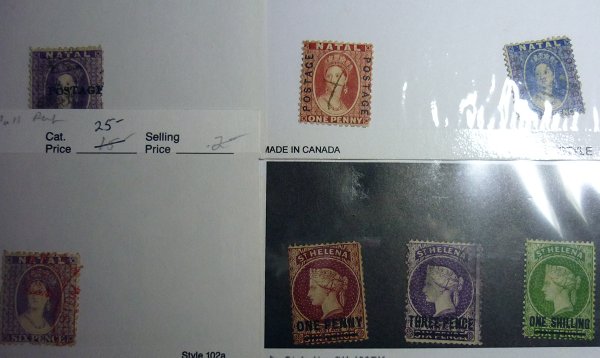 NATAL
POSTAGE
NATAL
POSTAGE
POSTAGE
ONE PENNY
NATAL
Cat.
Price
25-
15
Selling
Price
.2
MADE IN CANADA
STYLE
NATAL
SIX PENCE
Style 102a
ST HELENA
ONE PENNY
ST HELENA
THREE PENCE
ST HELENA
ONE SHILLING